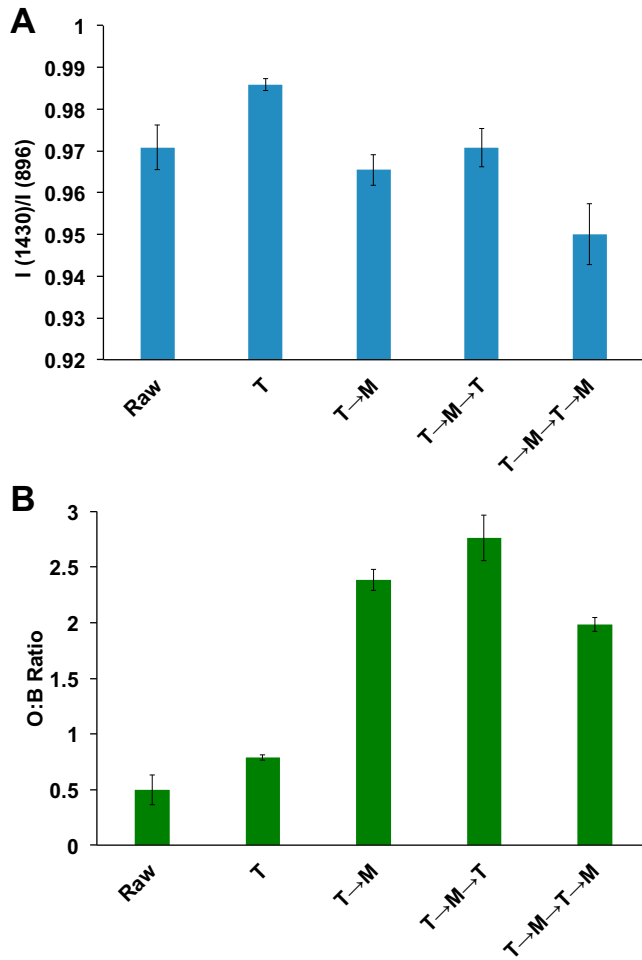 A
1
0.99
0.98
0.97
0.96
0.95
0.94
0.93
0.92
I (1430)/I (896)
Raw
T
T→M
T→M→T
T→M→T→M
B
3
2.5
2
1.5
1
0.5
0
O:B Ratio
Raw
T
T→M
T→M→T
T→M→T→M